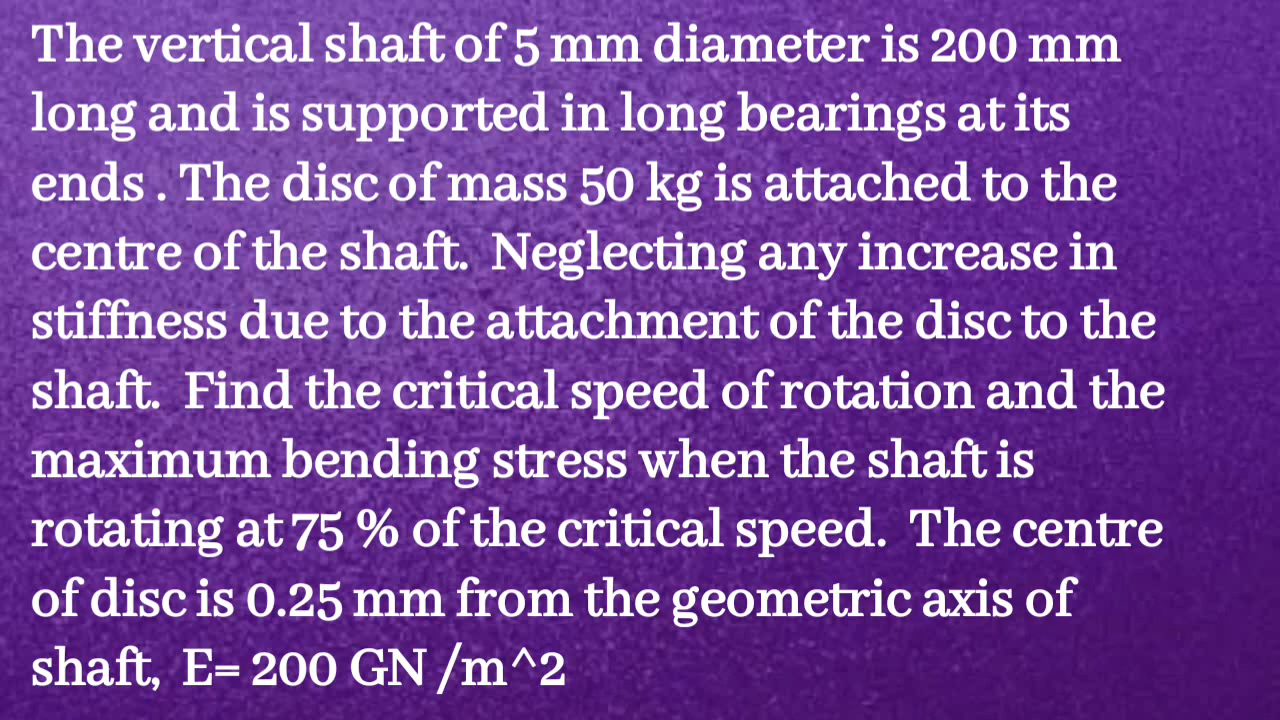 The vertical shaft of 5 mm diameter is 200 mm
long and is supported in long bearings at its
ends . The disc of mass 50 kg is attached to the
centre of the shaft. Neglecting any increase in
stiffness due to the attachment of the disc to the
shaft. Find the critical speed of rotation and the
maximum bending stress when the shaft is
rotating at 75 % of the critical speed. The centre
of disc is 0.25 mm from the geometric axis of
shaft, E= 200 GN /m^2